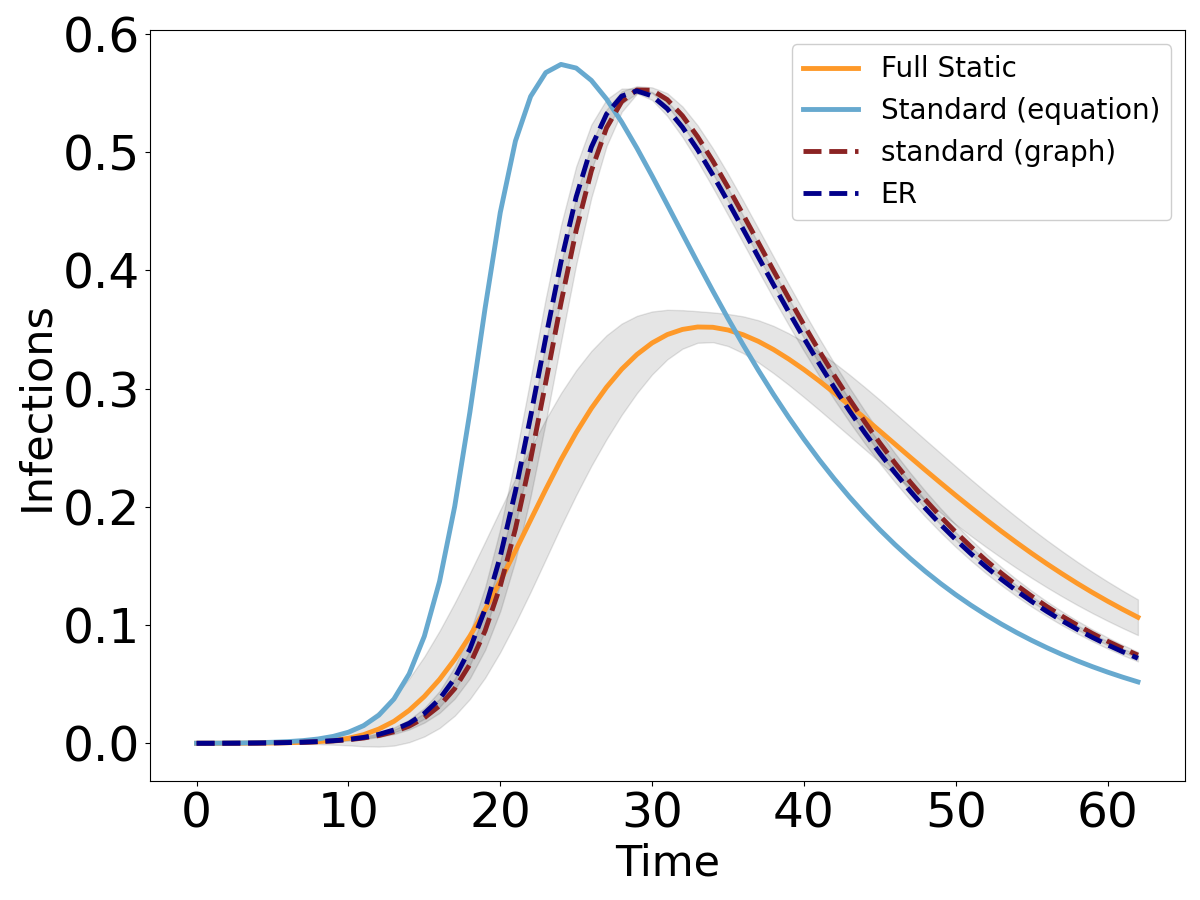 0.6
0.5
0.4
0.3
0.2
0.1
0.0
Infections
0 10 20 30 40 50 60
Time
Full Static
Standard (equation)
standard (graph)
ER